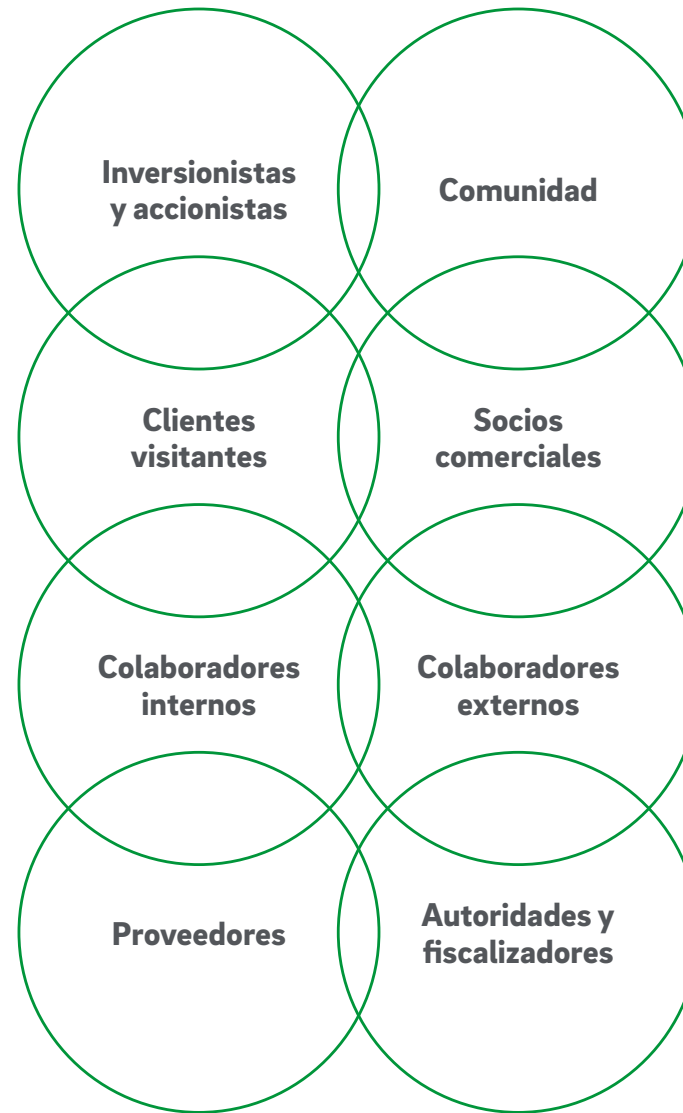 Inversionistas
y accionistas
Comunidad
Clientes
visitantes
Socios
comerciales
Colaboradores
internos
Colaboradores
externos
Proveedores
Autoridades y
fiscalizadores